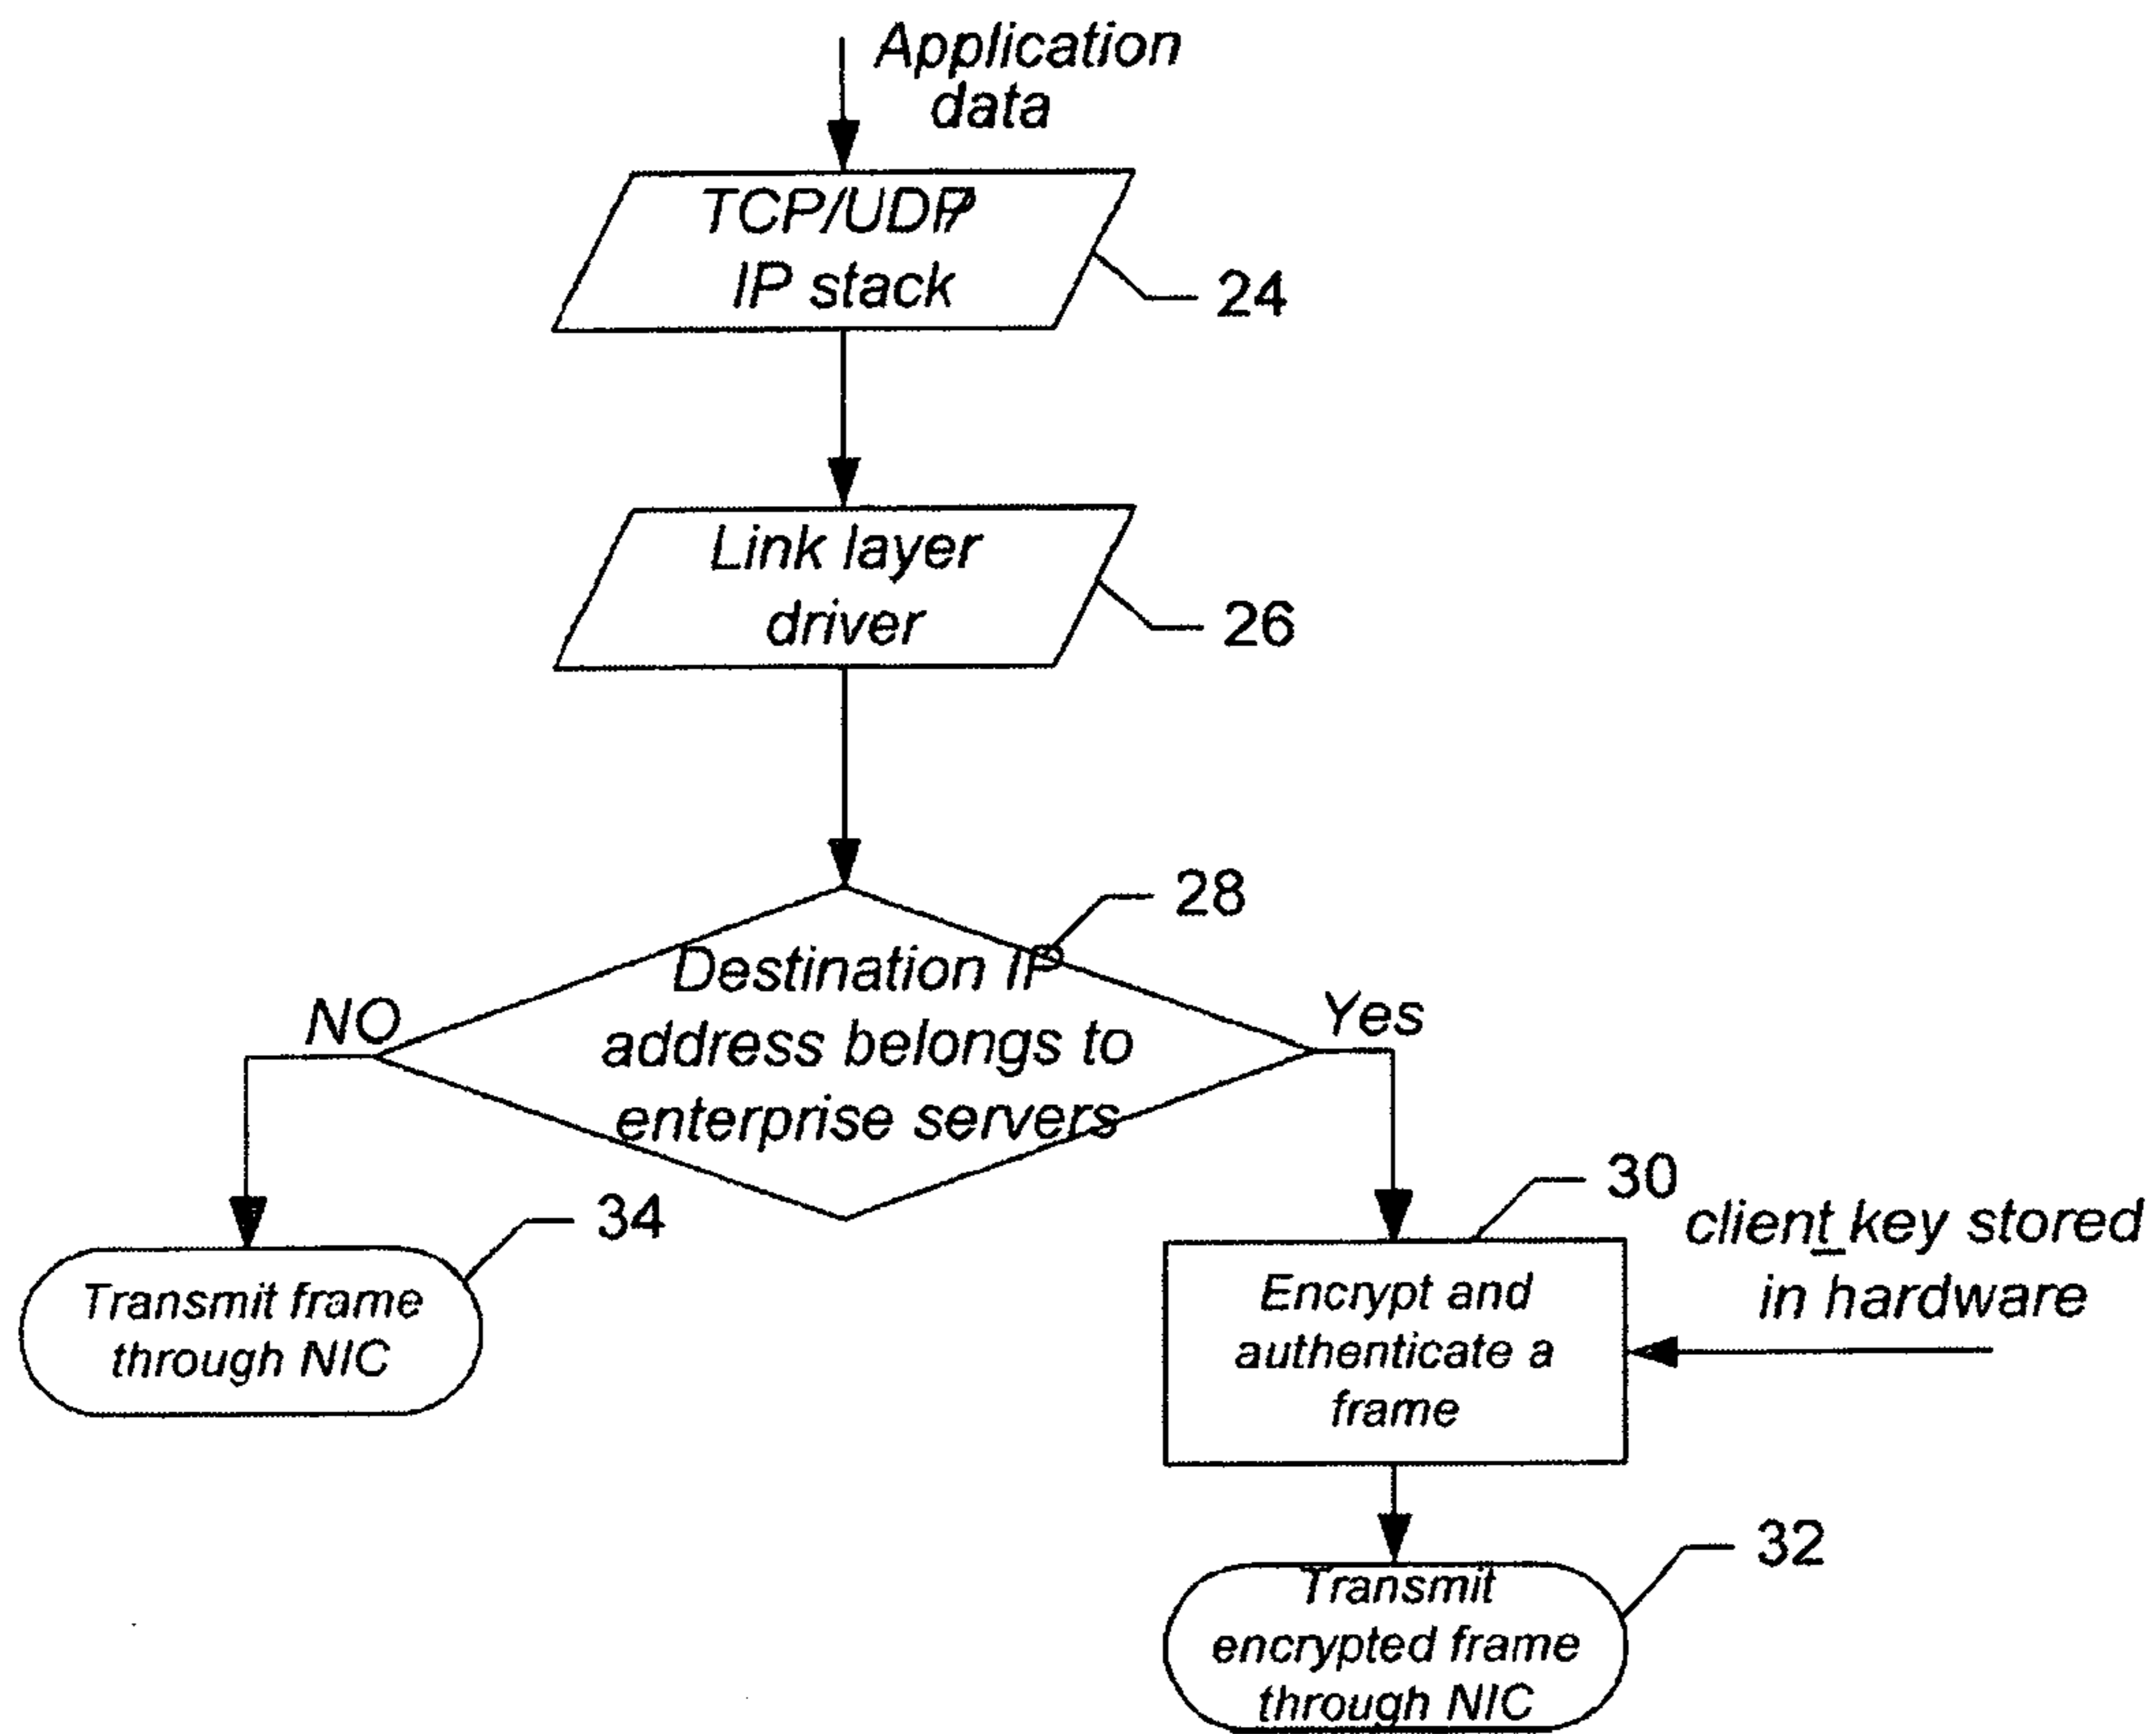 Application
data
TCP/UDP/
IP stack
24
Link layer
driver
26
28
Destination IP
address belongs to
enterprise servers
NO
Yes
34
Transmit frame
through NIC
30
client_key stored
in hardware
Encrypt and
authenticate a
frame
32
Transmit
encrypted frame
through NIC